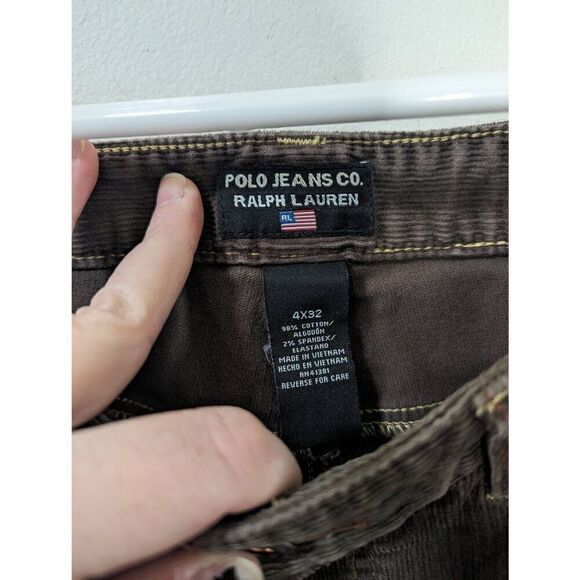 POLO JEANS CO.
RALPH LAUREN
RL
4X32
98% COTTON/
ALGODÓN
2% SPANDEX/
ELASTANO
MADE IN VIETNAM
HECHO EN VIETNAM
RN41381
REVERSE FOR CARE